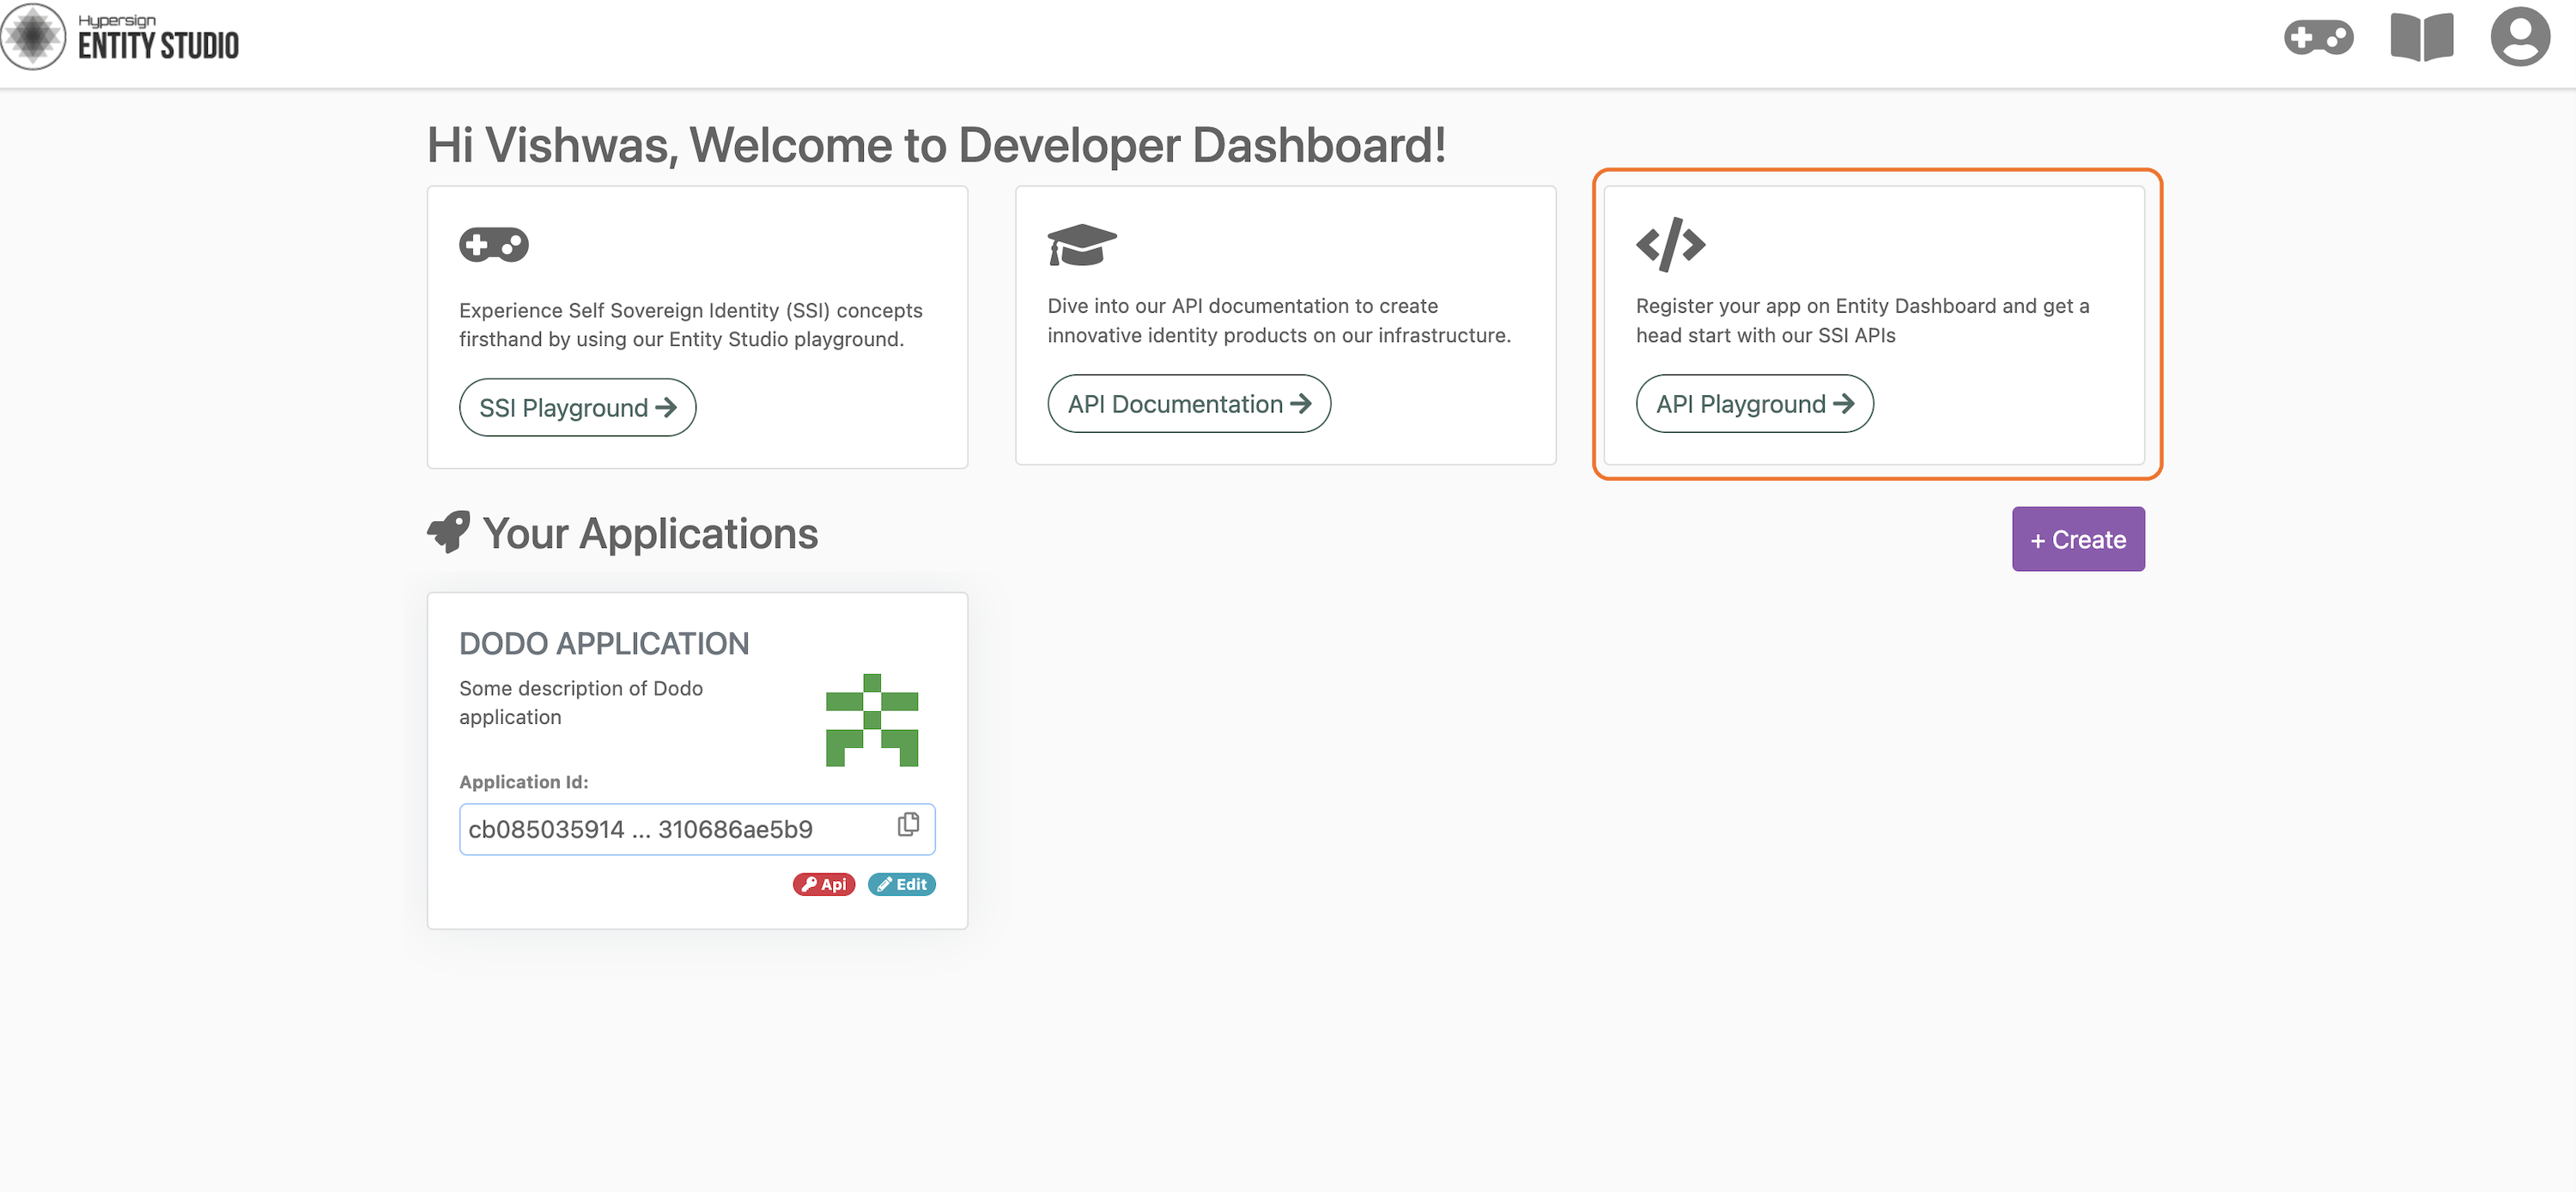 Hypersign
ENTITY STUDIO
Hi Vishwas, Welcome to Developer Dashboard!
Experience Self Sovereign Identity (SSI) concepts
firsthand by using our Entity Studio playground.
SSI Playground
Dive into our API documentation to create
innovative identity products on our infrastructure.
API Documentation
Register your app on Entity Dashboard and get a
head start with our SSI APIs
API Playground
Your Applications
+ Create
DODO APPLICATION
Some description of Dodo
application
Application Id:
cb085035914 ... 310686ae5b9
Api
Edit